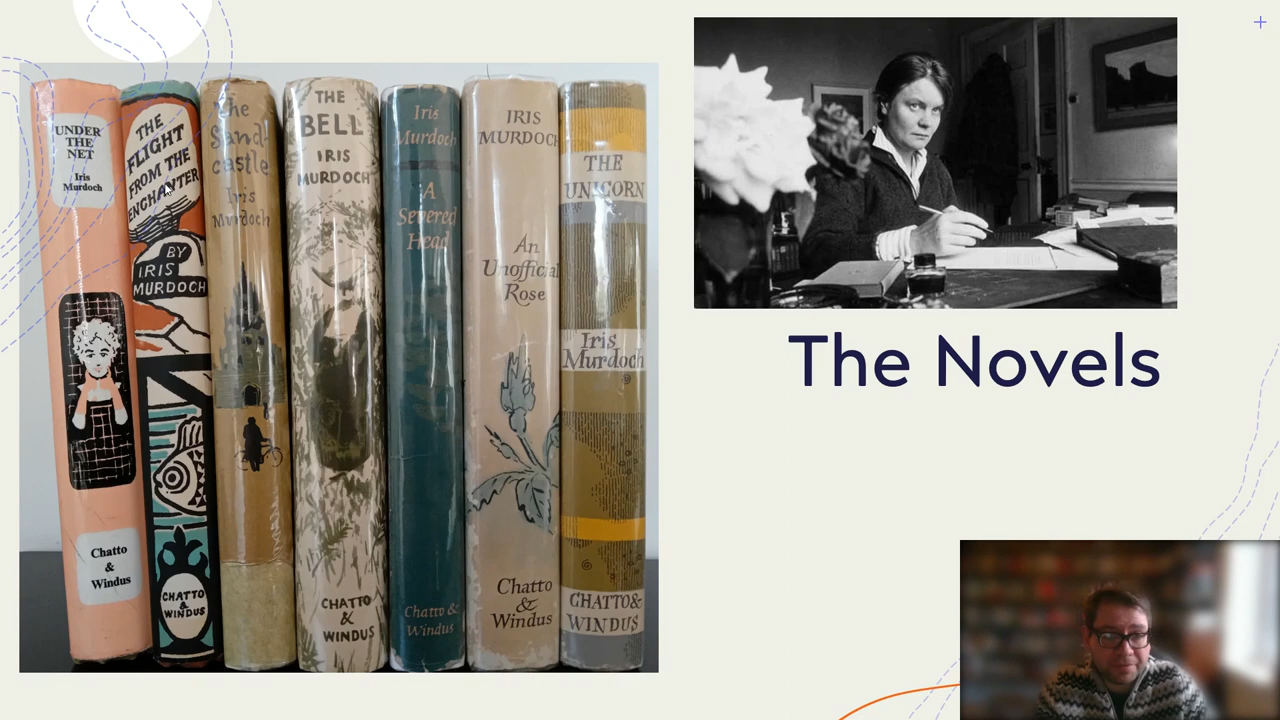 UNDER
THE
NET
Iris
Murdoch
Chatto
&
Windus
THE
FLIGHT
FROM THE
ENCHANTER
BY
IRIS
MURDOCH
CHATTO
&
WINDUS
The
Sand!
castle
Iris
Murdoch
THE
BELL
IRIS
MURDOCH
CHATTO
&
WINDUS
Iris
Murdoch
A
Severed
Head
Chatto &
Windus
IRIS
MURDOCH
An
Unofficial
Rose
Chatto
&
Windus
THE
UNICORN
Iris
Murdoch
CHATTO&
WINDUS
The Novels